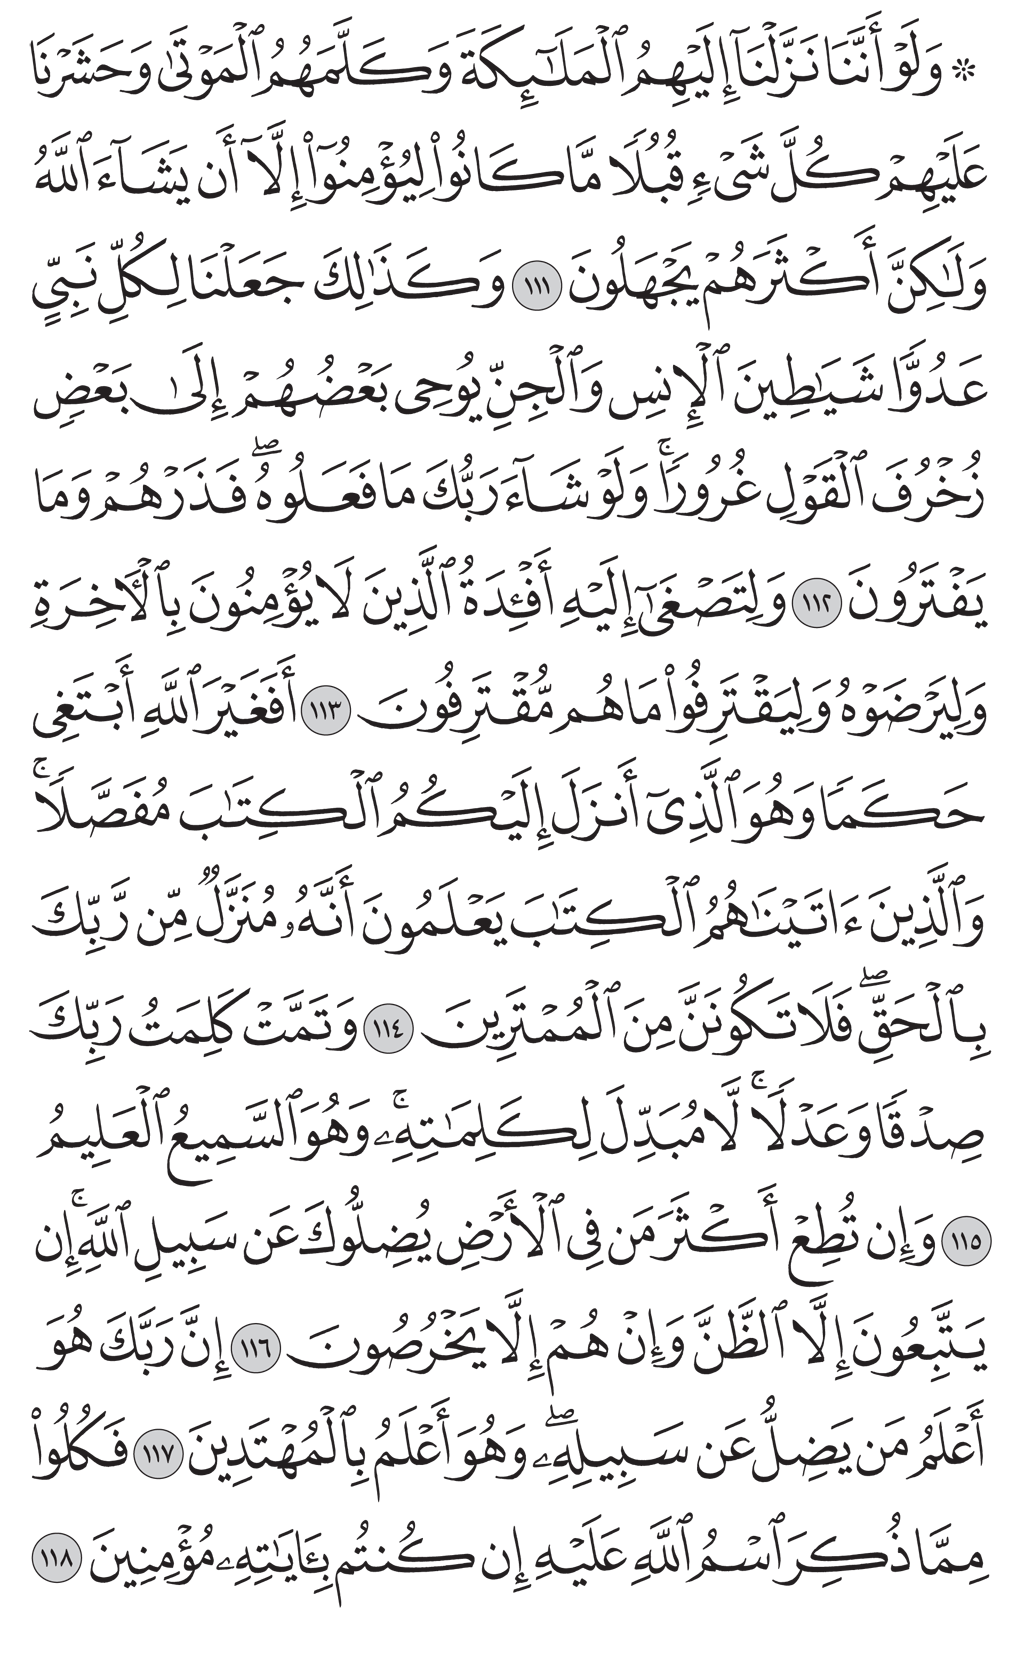 ۞ وَلَوْ أَنَّنَا نَزَّلْنَآ إِلَيْهِمُ ٱلْمَلَـٰٓئِكَةَ وَكَلَّمَهُمُ ٱلْمَوْتَىٰ وَحَشَرْنَا
عَلَيْهِمْ كُلَّ شَىْءٍ قُبُلًا مَّا كَانُوا۟ لِيُؤْمِنُوٓا۟ إِلَّآ أَن يَشَآءَ ٱللَّهُ
وَلَـٰكِنَّ أَكْثَرَهُمْ يَجْهَلُونَ ١١١ وَكَذَٰلِكَ جَعَلْنَا لِكُلِّ نَبِىٍّ
عَدُوًّا شَيَـٰطِينَ ٱلْإِنسِ وَٱلْجِنِّ يُوحِى بَعْضُهُمْ إِلَىٰ بَعْضٍ
زُخْرُفَ ٱلْقَوْلِ غُرُورًا ۚ وَلَوْ شَآءَ رَبُّكَ مَا فَعَلُوهُ ۖ فَذَرْهُمْ وَمَا
يَفْتَرُونَ ١١٢ وَلِتَصْغَىٰٓ إِلَيْهِ أَفْـِٔدَةُ ٱلَّذِينَ لَا يُؤْمِنُونَ بِٱلْـَٔاخِرَةِ
وَلِيَرْضَوْهُ وَلِيَقْتَرِفُوا۟ مَا هُم مُّقْتَرِفُونَ ١١٣ أَفَغَيْرَ ٱللَّهِ أَبْتَغِى
حَكَمًا وَهُوَ ٱلَّذِىٓ أَنزَلَ إِلَيْكُمُ ٱلْكِتَـٰبَ مُفَصَّلًا ۚ
وَٱلَّذِينَ ءَاتَيْنَـٰهُمُ ٱلْكِتَـٰبَ يَعْلَمُونَ أَنَّهُۥ مُنَزَّلٌ مِّن رَّبِّكَ
بِٱلْحَقِّ ۖ فَلَا تَكُونَنَّ مِنَ ٱلْمُمْتَرِينَ ١١٤ وَتَمَّتْ كَلِمَتُ رَبِّكَ
صِدْقًا وَعَدْلًا ۚ لَّا مُبَدِّلَ لِكَلِمَـٰتِهِۦ ۚ وَهُوَ ٱلسَّمِيعُ ٱلْعَلِيمُ
١١٥ وَإِن تُطِعْ أَكْثَرَ مَن فِى ٱلْأَرْضِ يُضِلُّوكَ عَن سَبِيلِ ٱللَّهِ ۚ إِن
يَتَّبِعُونَ إِلَّا ٱلظَّنَّ وَإِنْ هُمْ إِلَّا يَخْرُصُونَ ١١٦ إِنَّ رَبَّكَ هُوَ
أَعْلَمُ مَن يَضِلُّ عَن سَبِيلِهِۦ ۖ وَهُوَ أَعْلَمُ بِٱلْمُهْتَدِينَ ١١٧ فَكُلُوا۟
مِمَّا ذُكِرَ ٱسْمُ ٱللَّهِ عَلَيْهِ إِن كُنتُم بِـَٔايَـٰتِهِۦ مُؤْمِنِينَ ١١٨